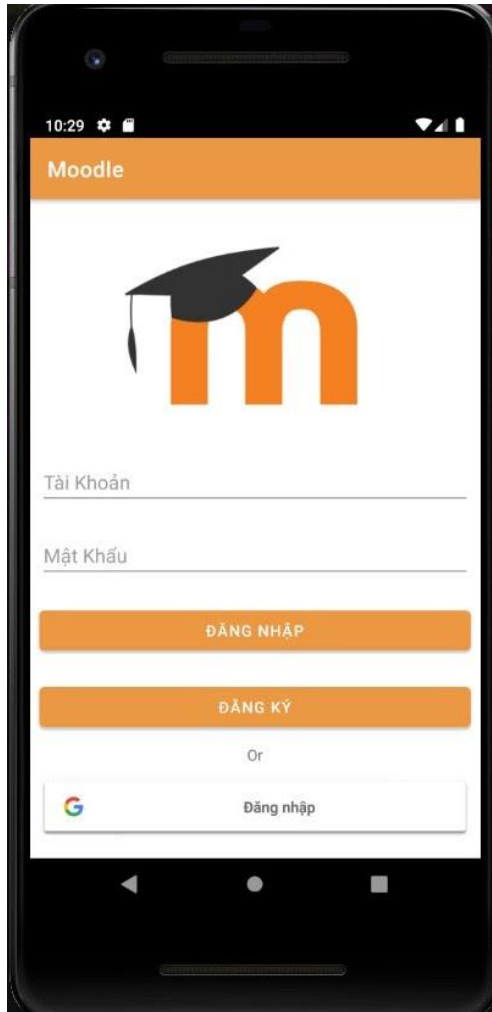 10:29
Moodle
m
Tài Khoản
Mật Khẩu
ĐĂNG NHẬP
ĐĂNG KÝ
Or
G
Đăng nhập